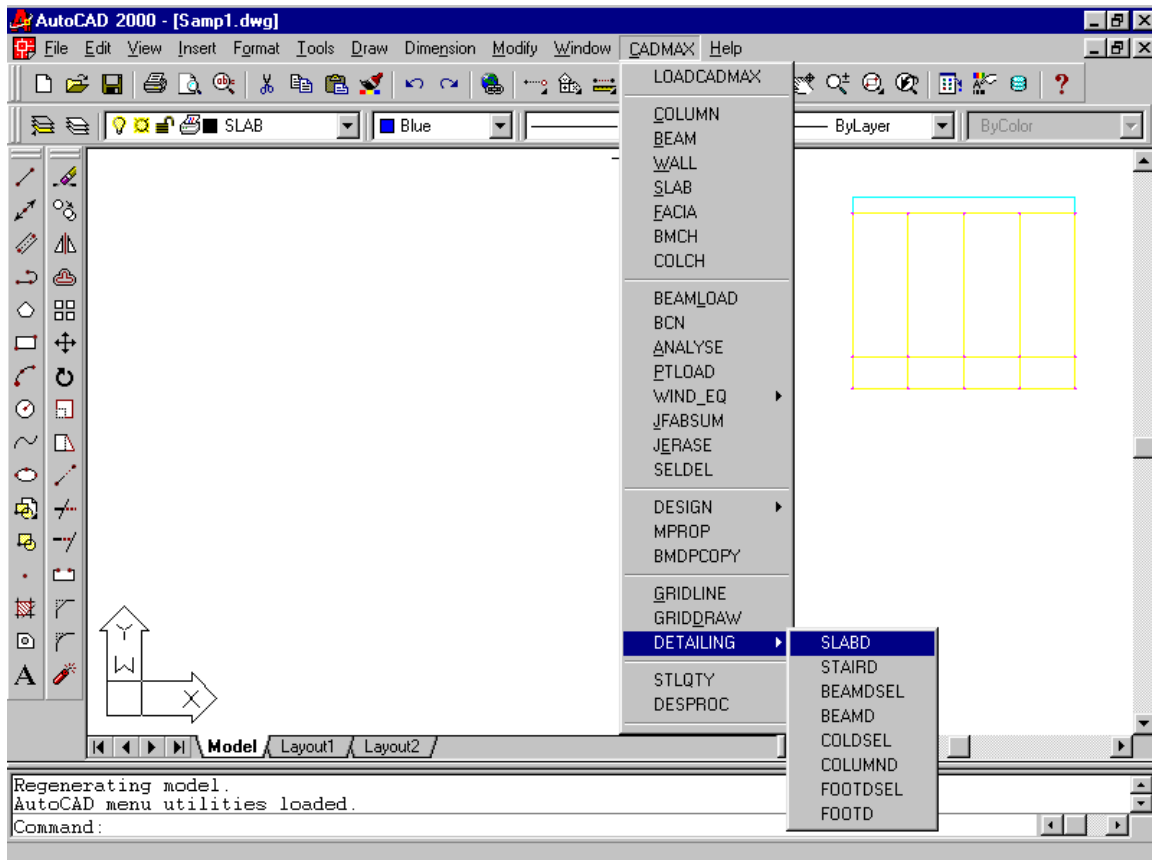 AutoCAD 2000 - [Samp1.dwg]
File Edit View Insert Format Tools Draw Dimension Modify Window CADMAX Help
LOADCADMAX
SLAB Blue ByLayer ByColor
COLUMN
BEAM
WALL
SLAB
FACIA
BMCH
COLCH
BEAMLOAD
BCN
ANALYSE
PTLOAD
WIND_EQ
JFABSUM
JERASE
SELDEL
DESIGN
MPROP
BMDPCOPY
GRIDLINE
GRIDDRAW
DETAILING
STLQTY
DESPROC
SLABD
STAIRD
BEAMDSEL
BEAMD
COLDSEL
COLUMND
FOOTDSEL
FOOTD
A
Y
W
X
Model Layout1 Layout2
Regenerating model.
AutoCAD menu utilities loaded.
Command: